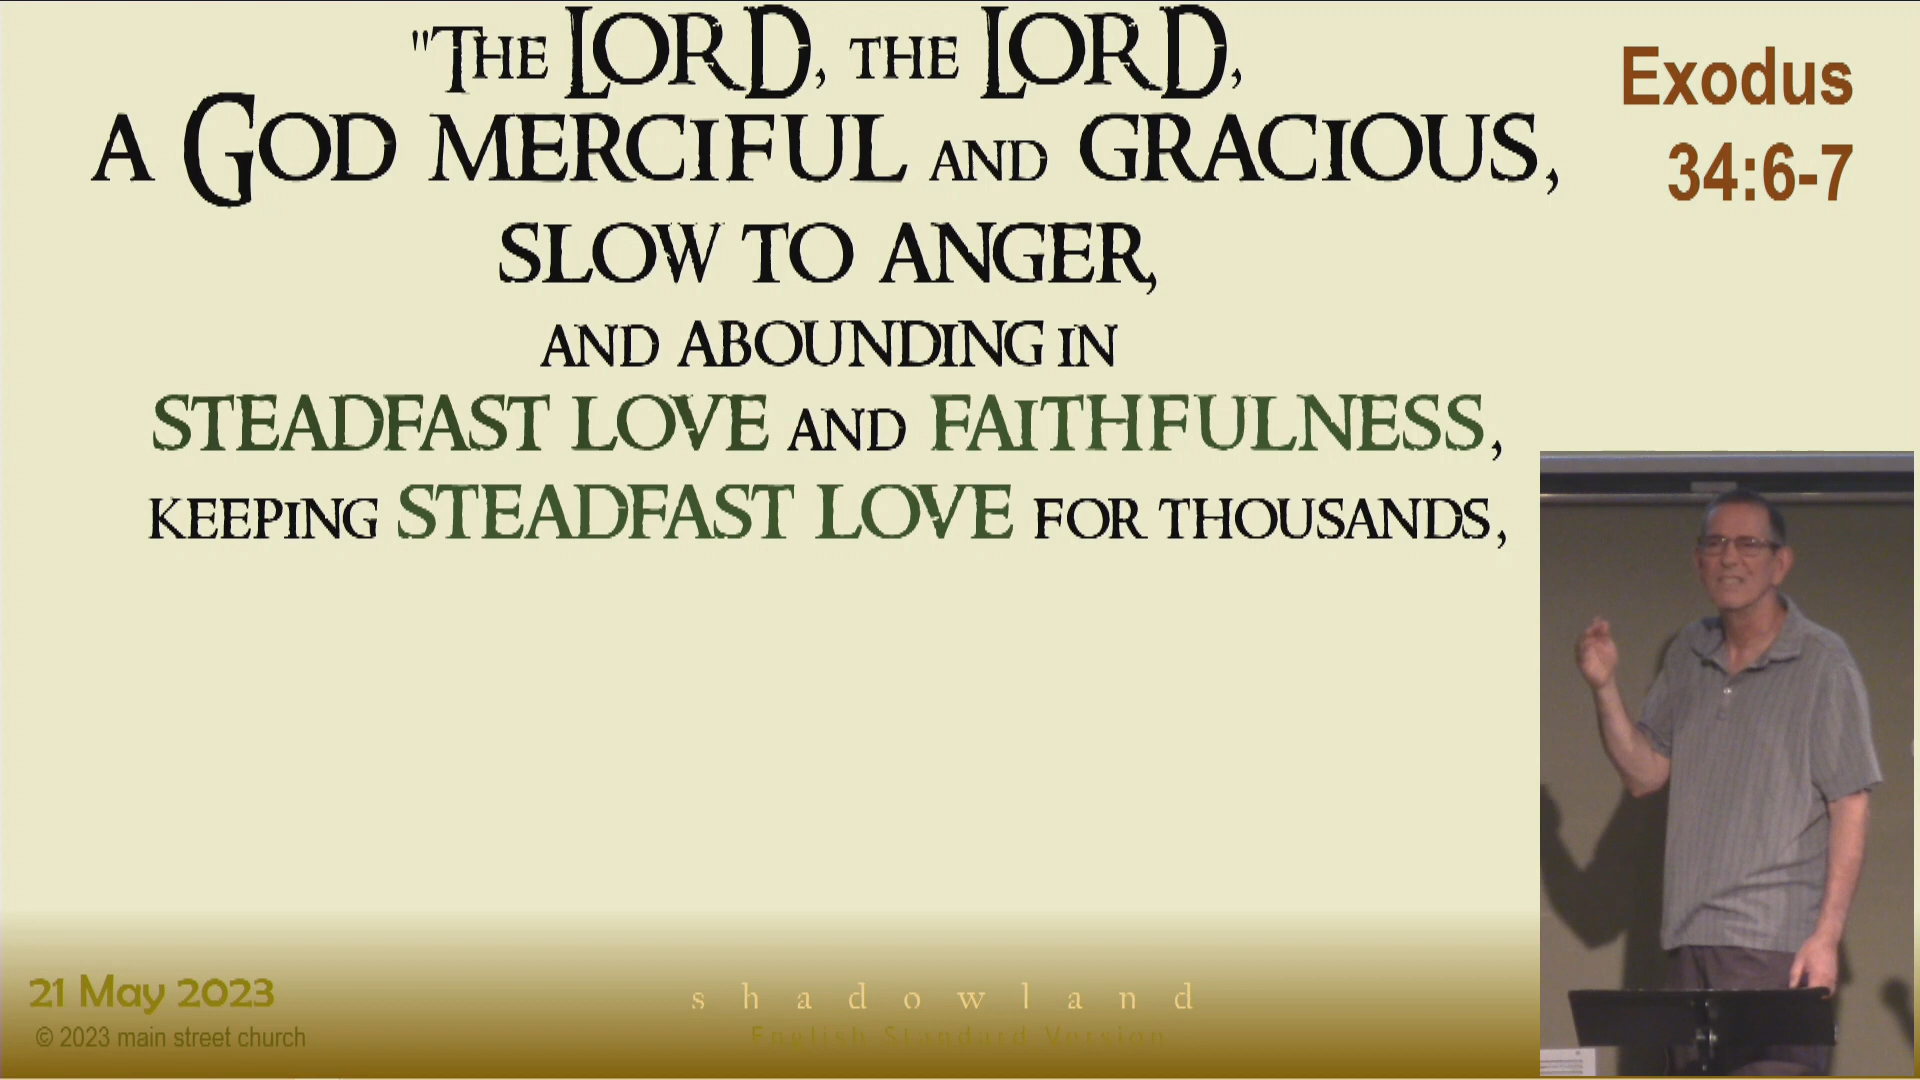 "The LORD, the LORD,
a God merciful and gracious,
slow to anger,
and abounding in
steadfast love and faithfulness,
keeping steadfast love for thousands,
Exodus
34:6-7
21 May 2023
© 2023 main street church
shadowland
English Standard Version